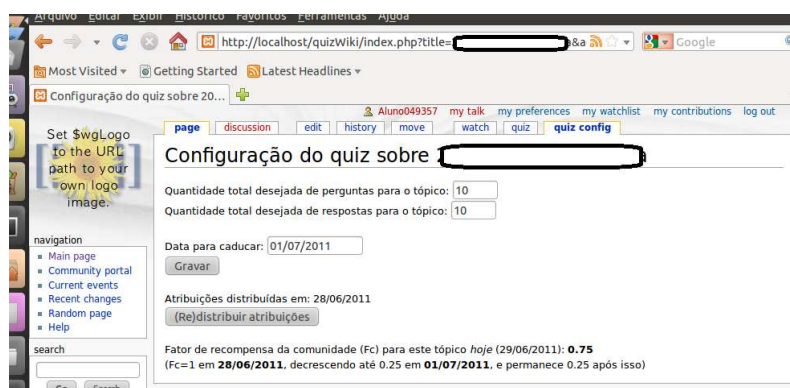 Arquivo Editar Exibir Histórico Favoritos Ferramentas Ajuda
http://localhost/quizWiki/index.php?title= a&a Google
Most Visited Getting Started Latest Headlines
Configuração do quiz sobre 20...
Aluno049357 my talk my preferences my watchlist my contributions log out
page discussion edit history move watch quiz quiz config
Set $wgLogo
to the URL
path to your
own logo
image.
Configuração do quiz sobre
Quantidade total desejada de perguntas para o tópico: 10
Quantidade total desejada de respostas para o tópico: 10
Data para caducar: 01/07/2011
Gravar
Atribuições distribuídas em: 28/06/2011
(Re)distribuir atribuições
Fator de recompensa da comunidade (Fc) para este tópico hoje (29/06/2011): 0.75
(Fc=1 em 28/06/2011, decrescendo até 0.25 em 01/07/2011, e permanece 0.25 após isso)
navigation
Main page
Community portal
Current events
Recent changes
Random page
Help
search
Go Search